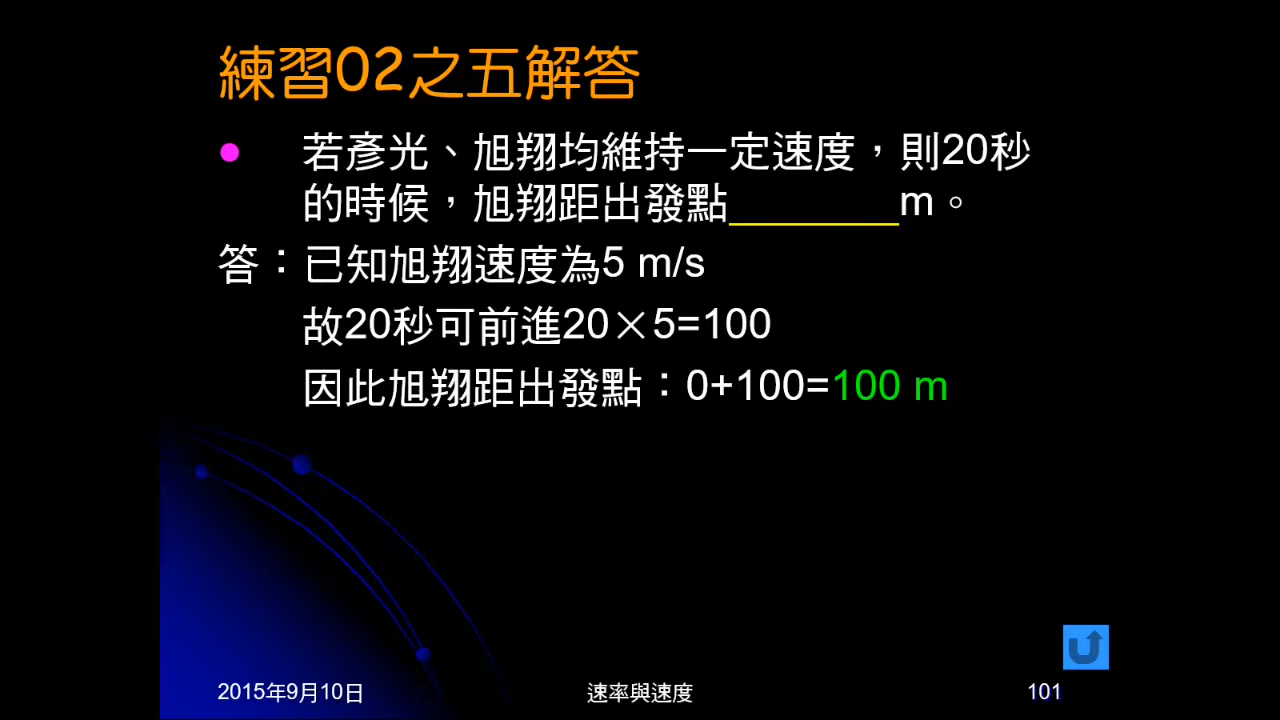 練習02之五解答
若彥光、旭翔均維持一定速度，則20秒
的時候，旭翔距出發點________m。
答：已知旭翔速度為5 m/s
故20秒可前進20×5=100
因此旭翔距出發點：0+100=100 m
2015年9月10日
速率與速度
101